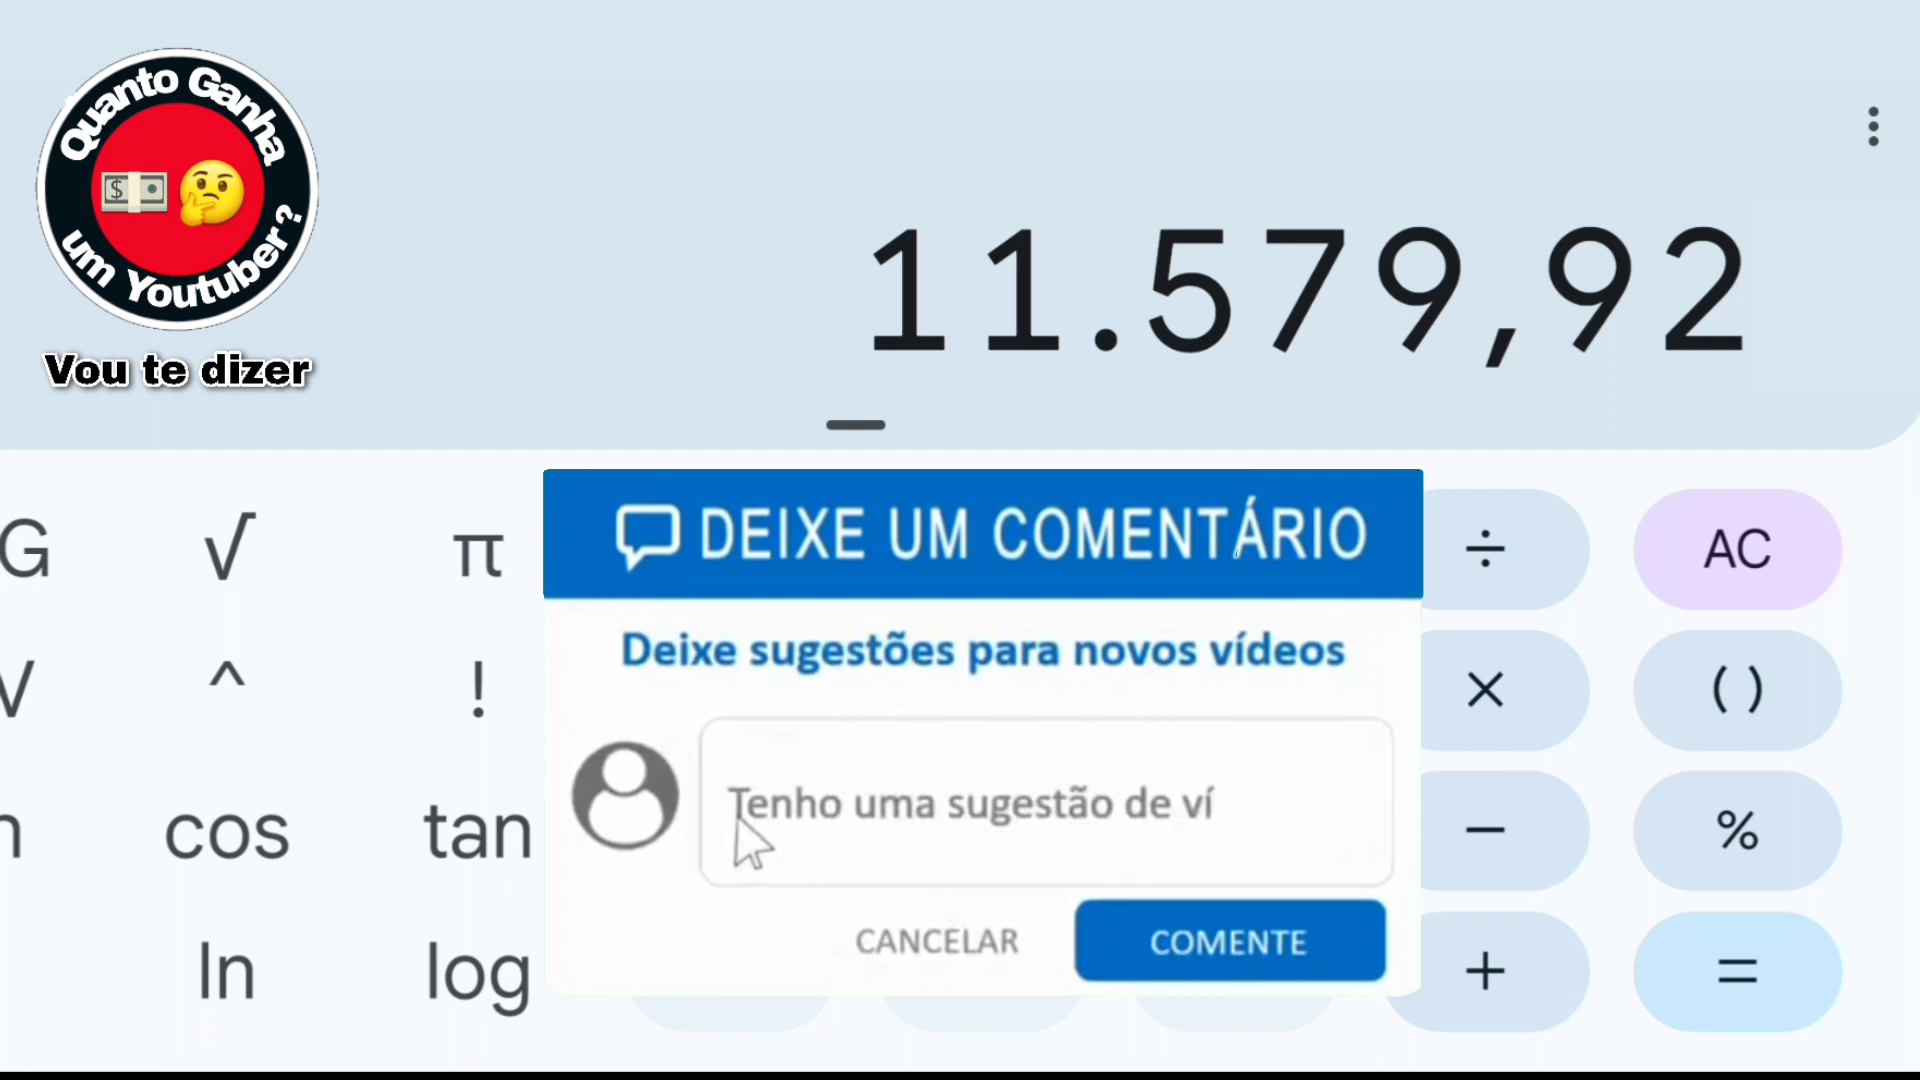 Quanto Ganha
$
um Youtuber?
Vou te dizer
11.579,92
G √ π
÷ AC
DEIXE UM COMENTÁRIO
Deixe sugestões para novos vídeos
^ !
× ( )
Tenho uma sugestão de ví
cos tan
− %
CANCELAR COMENTE
ln log
+ =